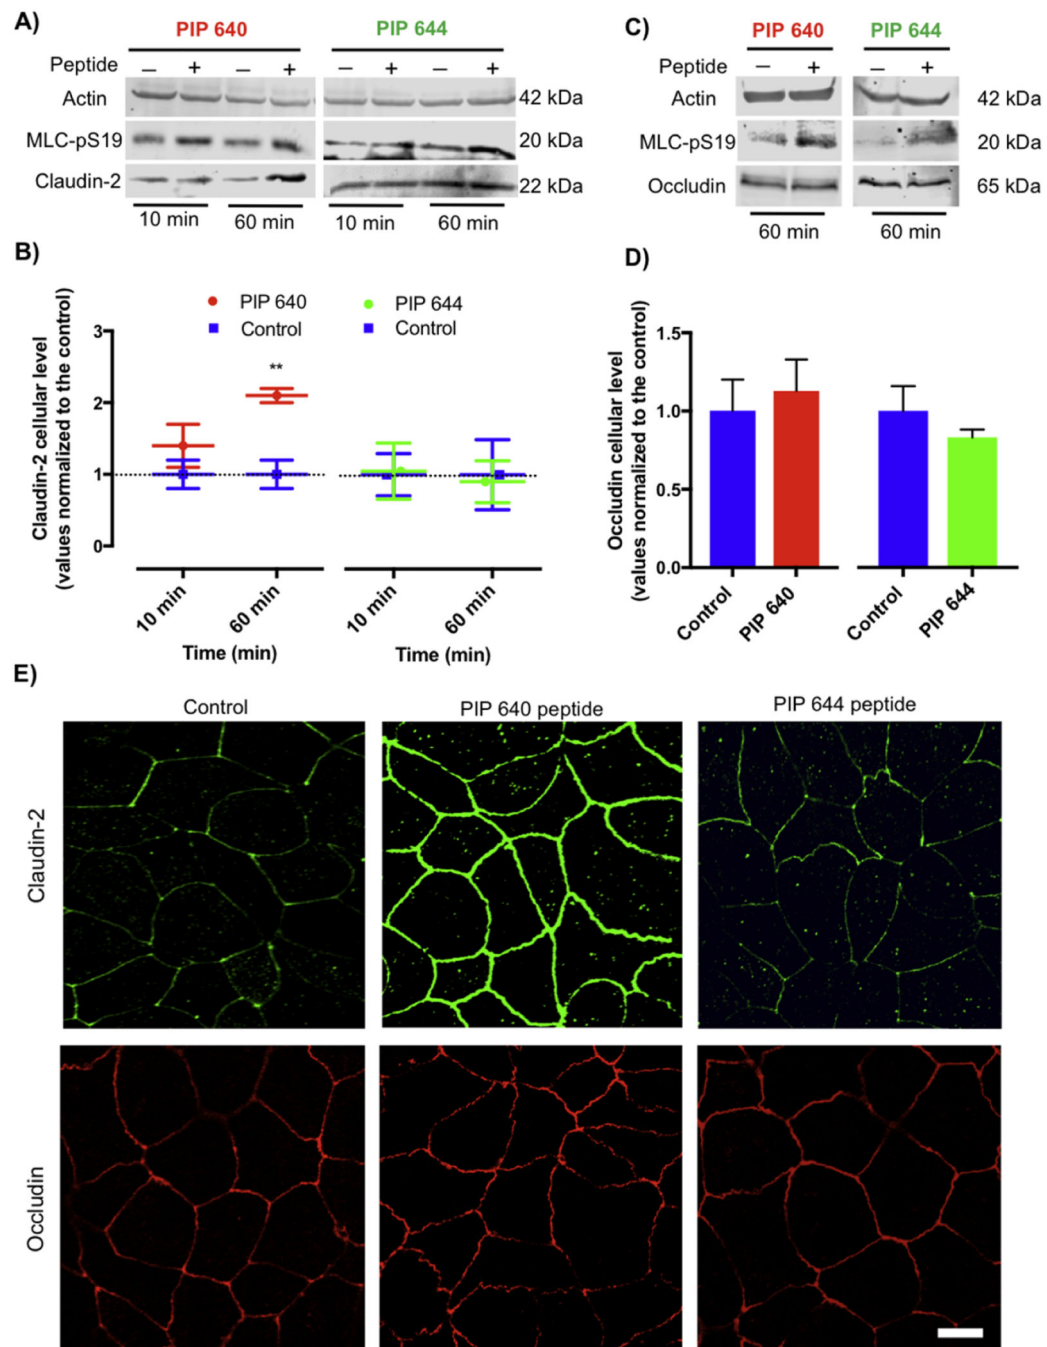 A)
PIP 640 PIP 644
Peptide – + – + – + – +
Actin 42 kDa
MLC-pS19 20 kDa
Claudin-2 22 kDa
10 min 60 min 10 min 60 min
C)
PIP 640 PIP 644
Peptide – + – +
Actin 42 kDa
MLC-pS19 20 kDa
Occludin 65 kDa
60 min 60 min
B)
PIP 640 PIP 644
Control Control
Claudin-2 cellular level
(values normalized to the control)
3
**
2
1
0
10 min 60 min 10 min 60 min
Time (min) Time (min)
D)
Occludin cellular level
(values normalized to the control)
1.5
1.0
0.5
0.0
Control PIP 640 Control PIP 644
E)
Control PIP 640 peptide PIP 644 peptide
Claudin-2
Occludin